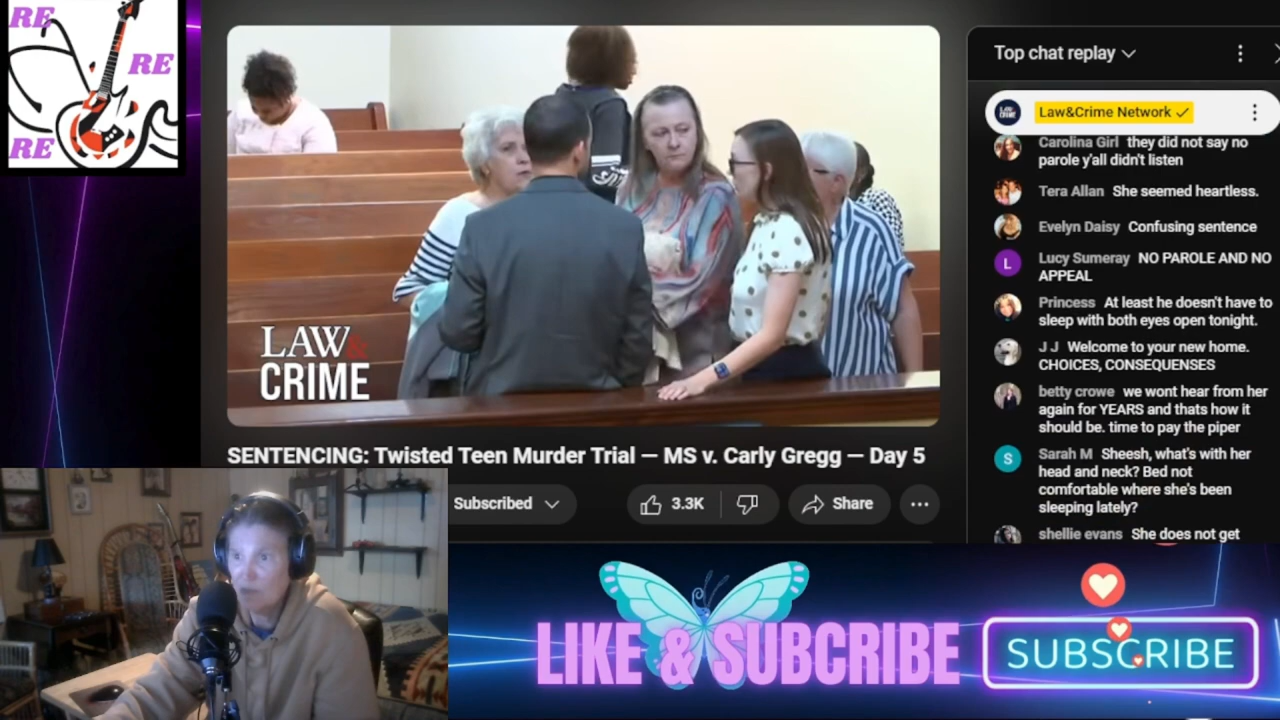 RE
RE
RE
LAW&
CRIME
SENTENCING: Twisted Teen Murder Trial — MS v. Carly Gregg — Day 5
Subscribed
3.3K
Share
Top chat replay
Law&Crime Network
Carolina Girl they did not say no
parole y'all didn't listen
Tera Allan She seemed heartless.
Evelyn Daisy Confusing sentence
L
Lucy Sumeray NO PAROLE AND NO
APPEAL
Princess At least he doesn't have to
sleep with both eyes open tonight.
J J Welcome to your new home.
CHOICES, CONSEQUENCES
betty crowe we wont hear from her
again for YEARS and thats how it
should be. time to pay the piper
S
Sarah M Sheesh, what's with her
head and neck? Bed not
comfortable where she's been
sleeping lately?
shellie evans She does not get
LIKE & SUBCRIBE
SUBSCRIBE